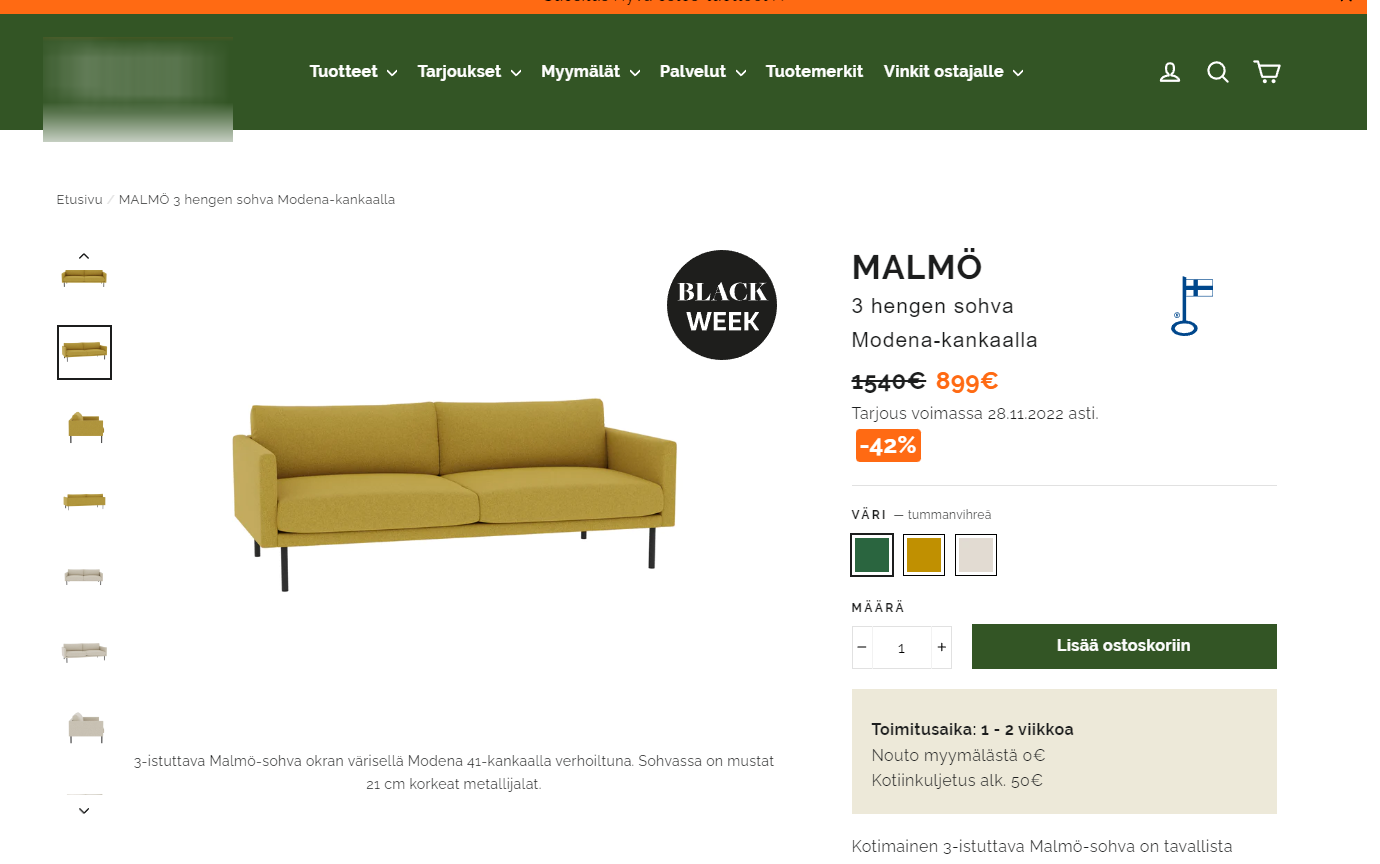 Tuotteet
Tarjoukset
Myymälät
Palvelut
Tuotemerkit
Vinkit ostajalle
Etusivu / MALMÖ 3 hengen sohva Modena-kankaalla
BLACK
WEEK
3-istuttava Malmö-sohva okran värisellä Modena 41-kankaalla verhoiltuna. Sohvassa on mustat
21 cm korkeat metallijalat.
MALMÖ
3 hengen sohva
Modena-kankaalla
1540€ 899€
Tarjous voimassa 28.11.2022 asti.
-42%
VÄRI — tummanvihreä
MÄÄRÄ
− 1 +
Lisää ostoskoriin
Toimitusaika: 1 - 2 viikkoa
Nouto myymälästä 0€
Kotiinkuljetus alk. 50€
Kotimainen 3-istuttava Malmö-sohva on tavallista